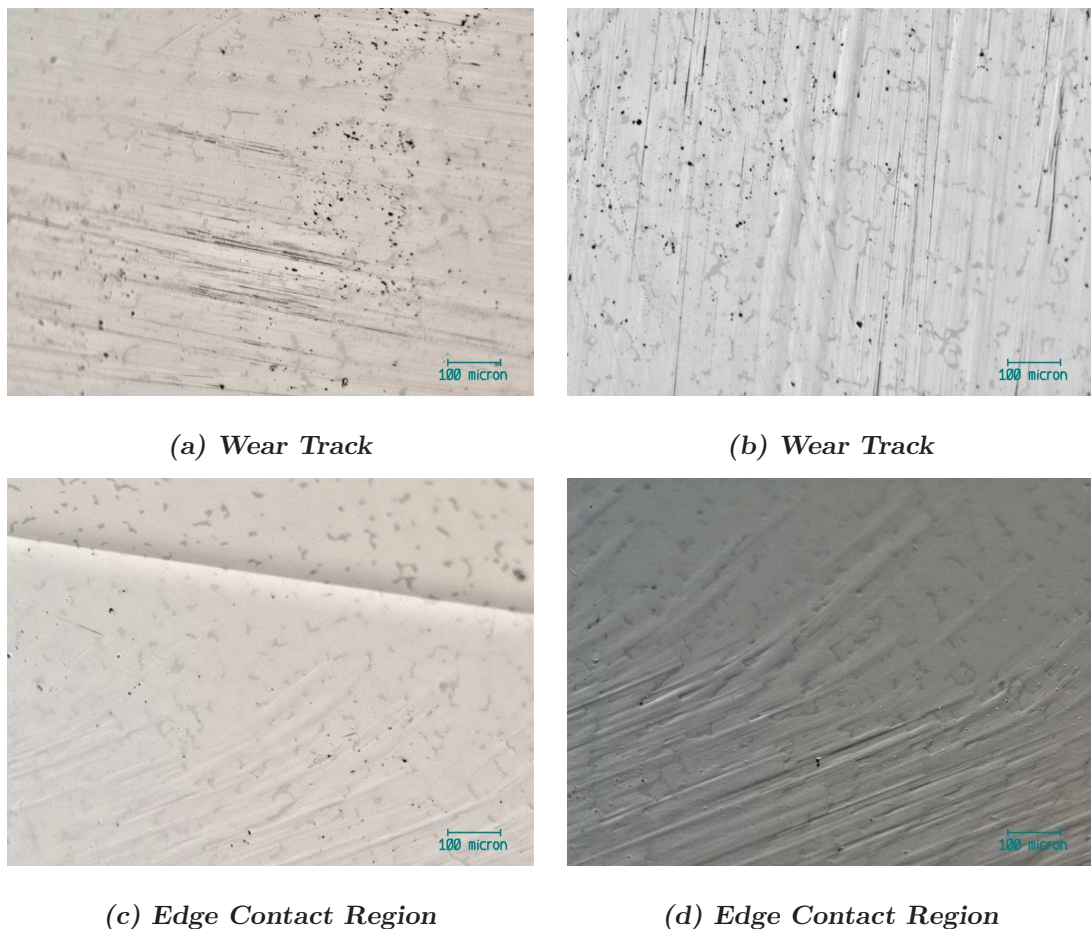 100 micron
100 micron
(a) Wear Track
(b) Wear Track
100 micron
100 micron
(c) Edge Contact Region
(d) Edge Contact Region